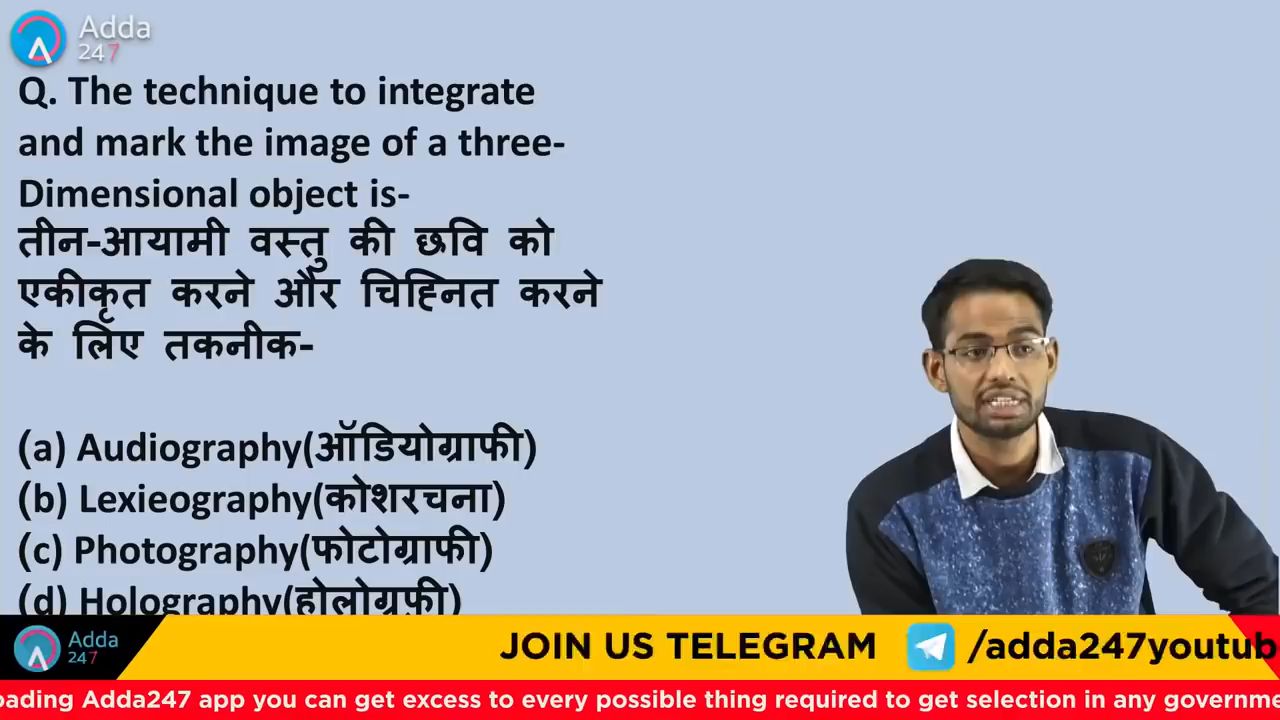 Adda
247
Q. The technique to integrate
and mark the image of a three-
Dimensional object is-
तीन-आयामी वस्तु की छवि को
एकीकृत करने और चिह्नित करने
के लिए तकनीक-
(a) Audiography(ऑडियोग्राफी)
(b) Lexieography(कोशरचना)
(c) Photography(फोटोग्राफी)
(d) Holography(होलोग्रफ़ी)
Adda
247
JOIN US TELEGRAM /adda247youtub
oading Adda247 app you can get excess to every possible thing required to get selection in any governme